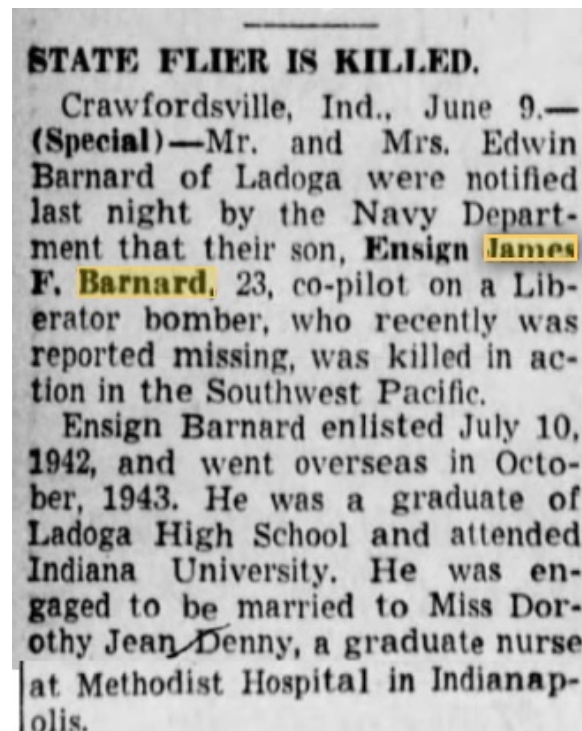 STATE FLIER IS KILLED.
Crawfordsville, Ind., June 9.—
(Special)—Mr. and Mrs. Edwin
Barnard of Ladoga were notified
last night by the Navy Depart-
ment that their son, Ensign James
F. Barnard, 23, co-pilot on a Lib-
erator bomber, who recently was
reported missing, was killed in ac-
tion in the Southwest Pacific.
Ensign Barnard enlisted July 10,
1942, and went overseas in Octo-
ber, 1943. He was a graduate of
Ladoga High School and attended
Indiana University. He was en-
gaged to be married to Miss Dor-
othy Jean Denny, a graduate nurse
at Methodist Hospital in Indianap-
olis.